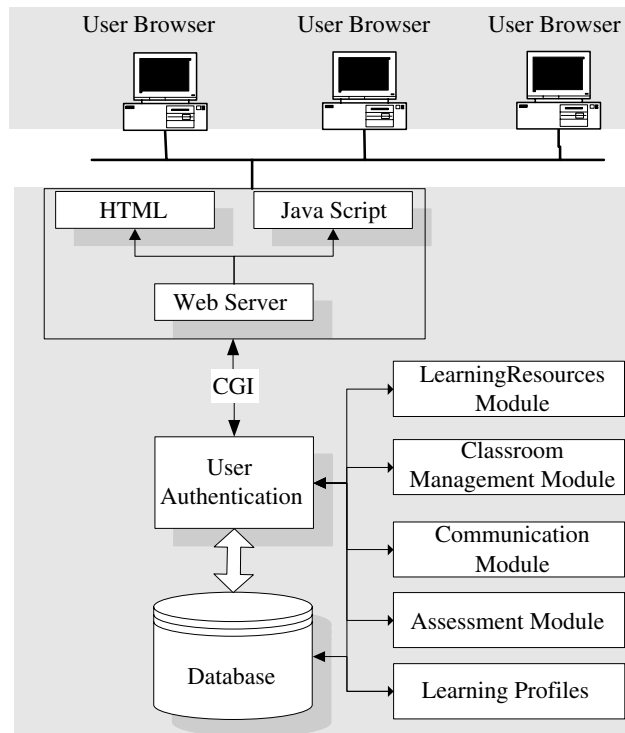 User Browser User Browser User Browser
HTML Java Script
Web Server
CGI
LearningResources
Module
Classroom
Management Module
User
Authentication
Communication
Module
Assessment Module
Database
Learning Profiles